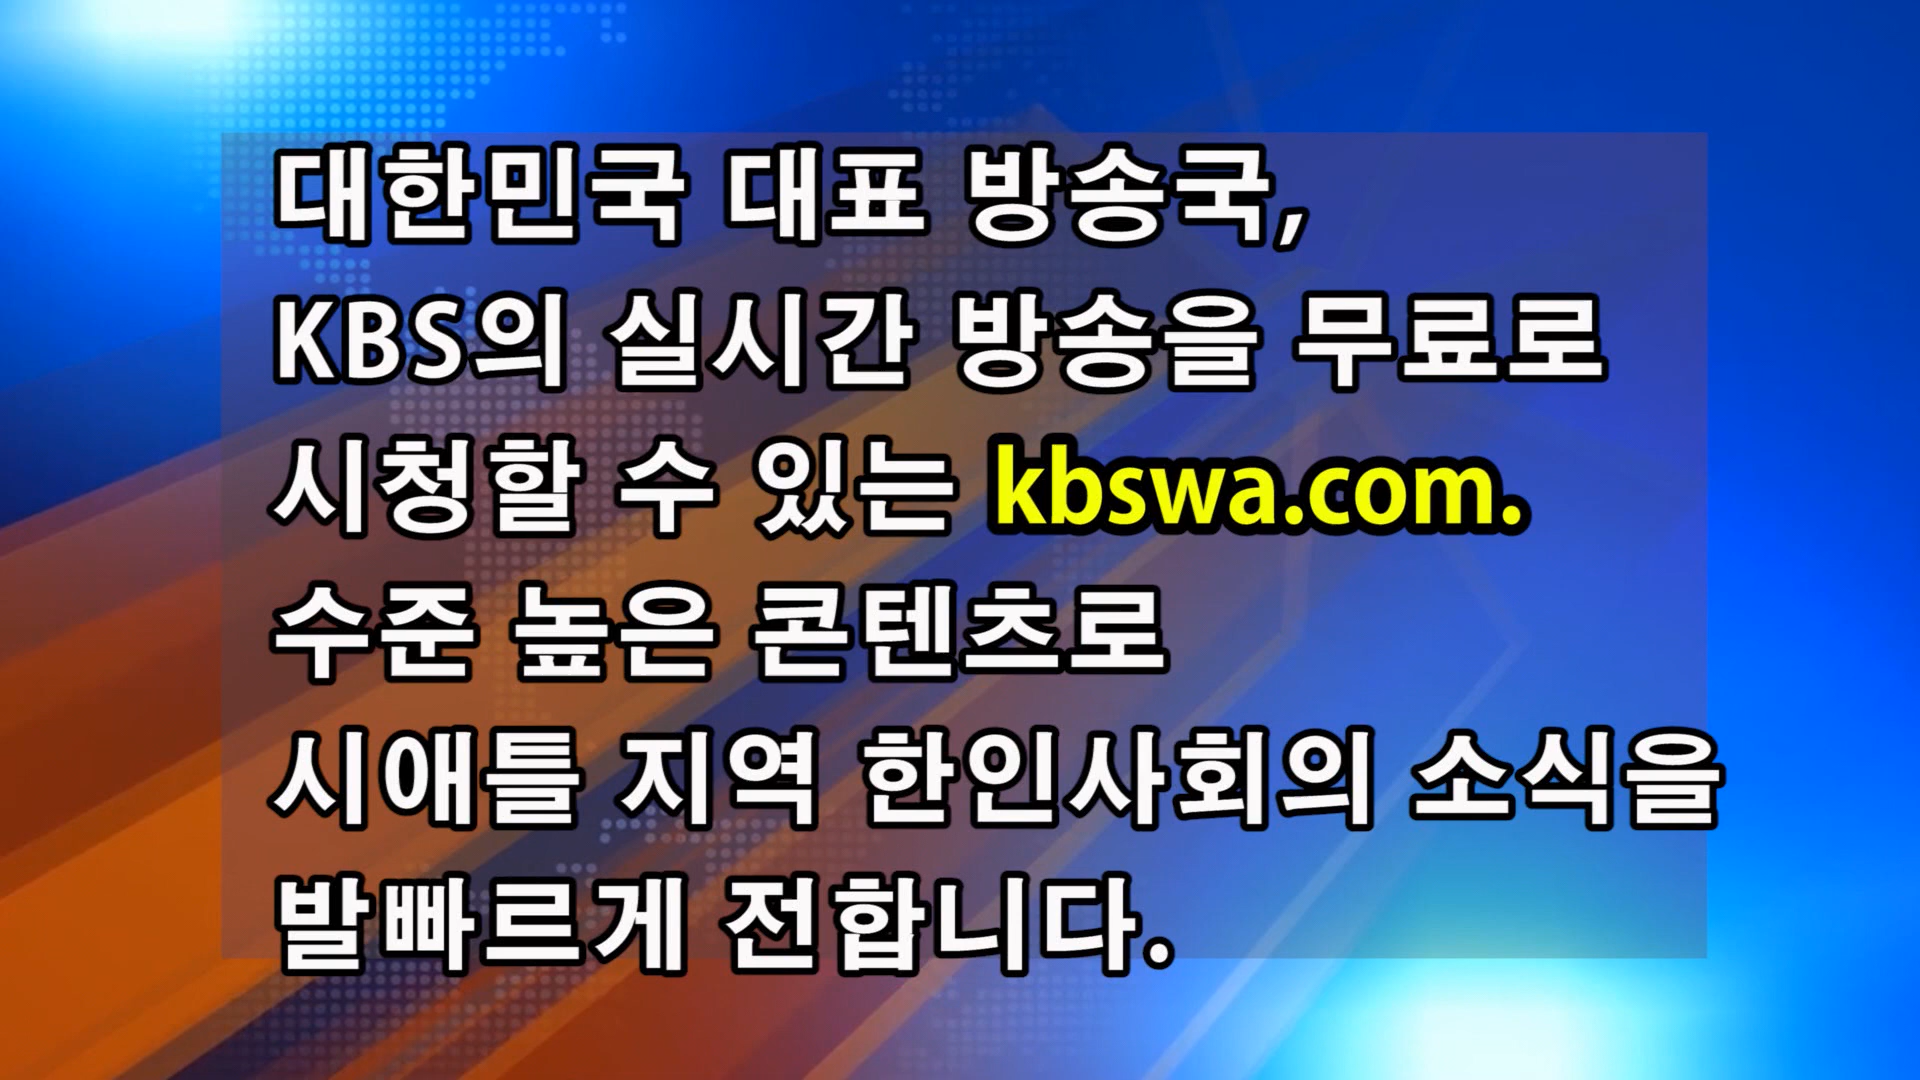 대한민국 대표 방송국,
KBS의 실시간 방송을 무료로
시청할 수 있는 kbswa.com.
수준 높은 콘텐츠로
시애틀 지역 한인사회의 소식을
발빠르게 전합니다.